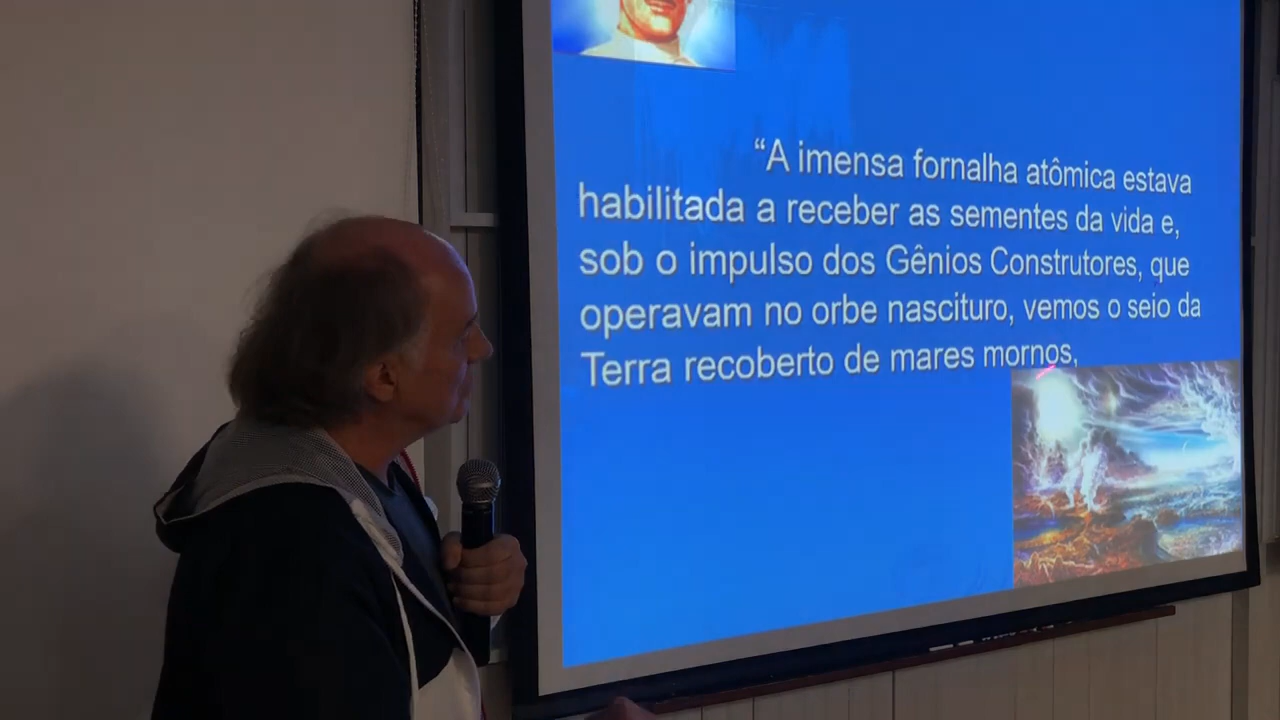 “A imensa fornalha atômica estava
habilitada a receber as sementes da vida e,
sob o impulso dos Gênios Construtores, que
operavam no orbe nascituro, vemos o seio da
Terra recoberto de mares mornos,